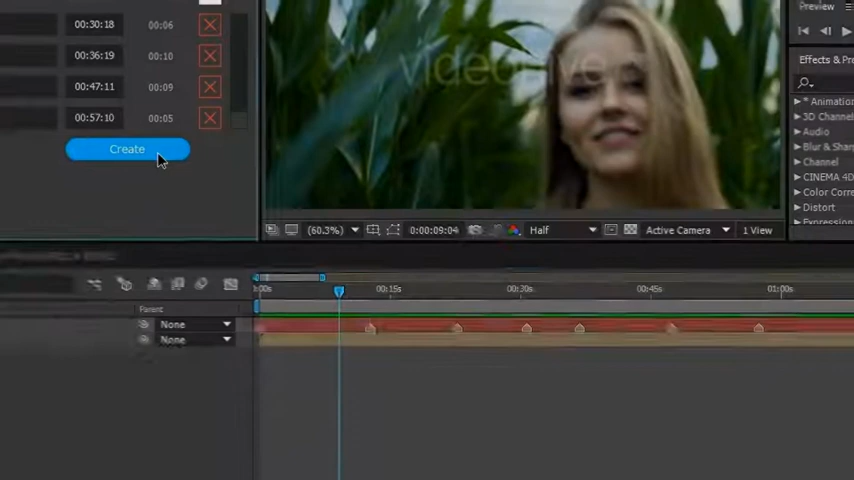 00:30:18 00:06
00:36:19 00:10
00:47:11 00:09
00:57:10 00:05
Create
Preview
Effects & Pre
* Animation
3D Channel
Audio
Blur & Shar
Channel
CINEMA 4D
Color Corre
Distort
Expression
(60.3%) 0:00:09:04 Half Active Camera 1 View
:00s 00:15s 00:30s 00:45s 01:00s
Parent
None
None